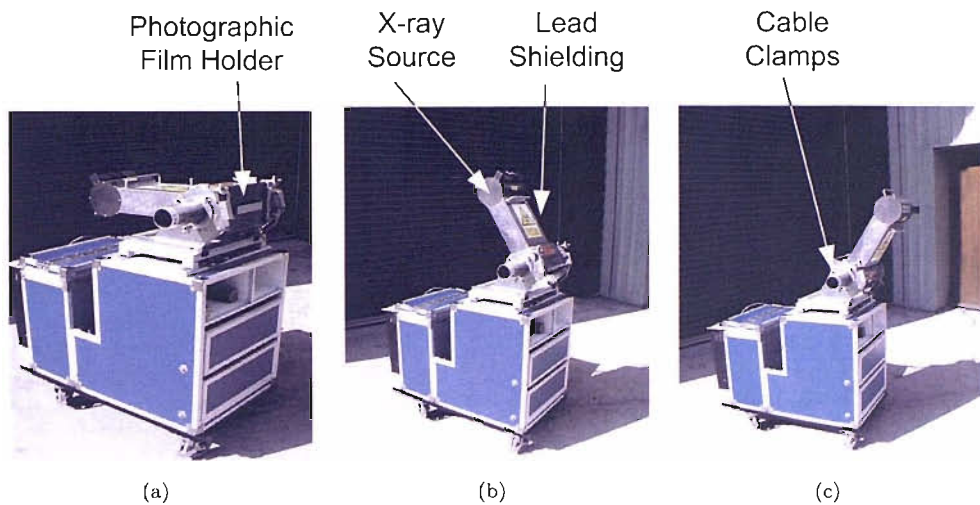 Photographic
Film Holder
X-ray
Source
Lead
Shielding
Cable
Clamps
(a)
(b)
(c)